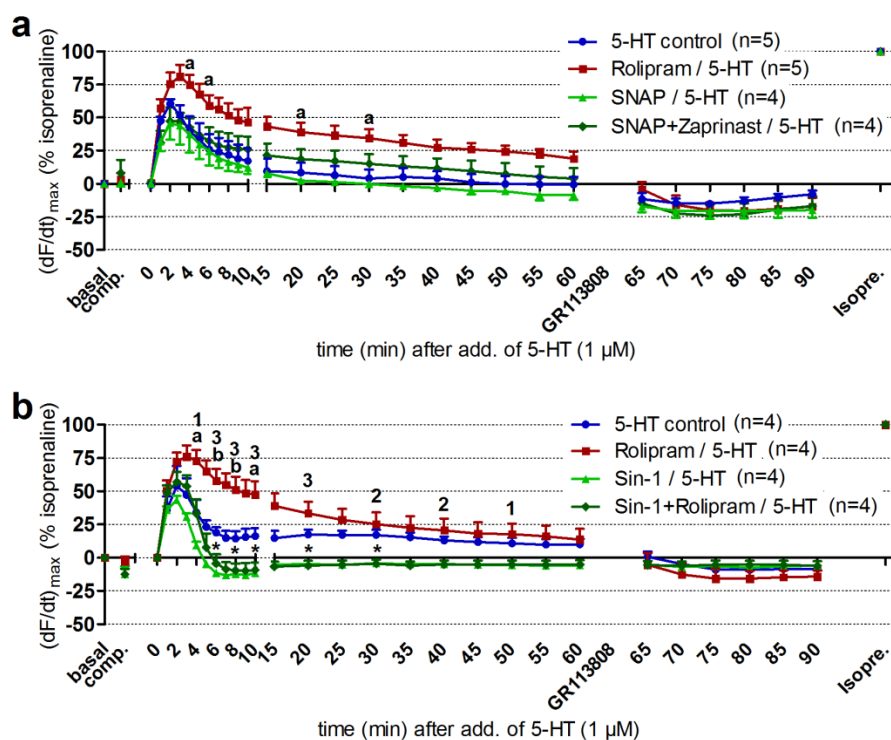 a
(dF/dt)max (% isoprenaline)
100
75
50
25
0
-25
-50
a a a a
5-HT control (n=5)
Rolipram / 5-HT (n=5)
SNAP / 5-HT (n=4)
SNAP+Zaprinast / 5-HT (n=4)
basal comp. 0 2 4 6 8 10 15 20 25 30 35 40 45 50 55 60 GR113808 65 70 75 80 85 90 Isopre.
time (min) after add. of 5-HT (1 µM)
b
(dF/dt)max (% isoprenaline)
100
75
50
25
0
-25
-50
1 3 3 3
a b b a
3 2 2 1
* * * * *
5-HT control (n=4)
Rolipram / 5-HT (n=4)
Sin-1 / 5-HT (n=4)
Sin-1+Rolipram / 5-HT (n=4)
basal comp. 0 2 4 6 8 10 15 20 25 30 35 40 45 50 55 60 GR113808 65 70 75 80 85 90 Isopre.
time (min) after add. of 5-HT (1 µM)